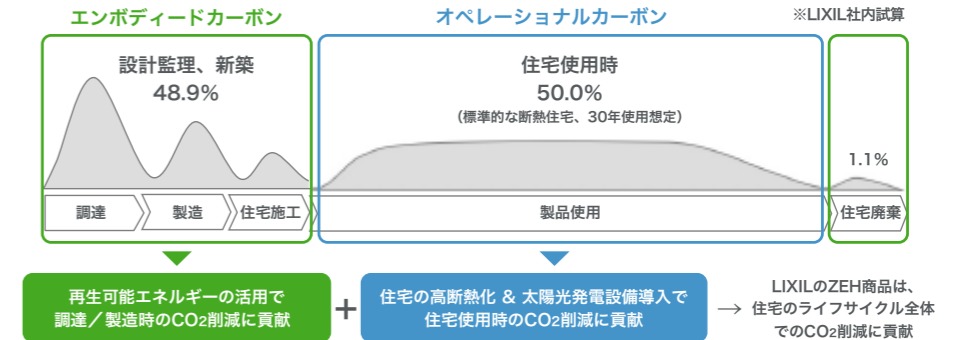 エンボディードカーボン
オペレーショナルカーボン
※LIXIL社内試算
設計監理、新築
48.9%
住宅使用時
50.0%
（標準的な断熱住宅、30年使用想定）
1.1%
調達
製造
住宅施工
製品使用
住宅廃棄
再生可能エネルギーの活用で
調達／製造時のCO2削減に貢献
+
住宅の高断熱化 & 太陽光発電設備導入で
住宅使用時のCO2削減に貢献
→
LIXILのZEH商品は、
住宅のライフサイクル全体
でのCO2削減に貢献